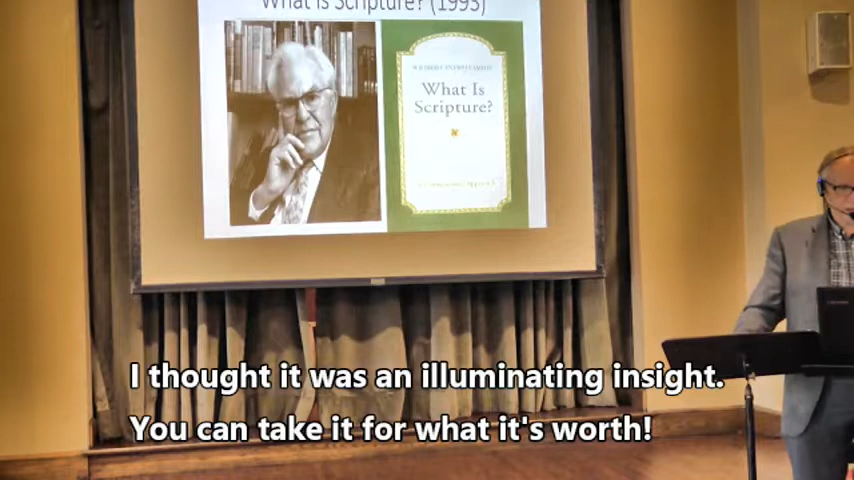 What is Scripture? (1993)
What Is
Scripture?
I thought it was an illuminating insight.
You can take it for what it's worth!